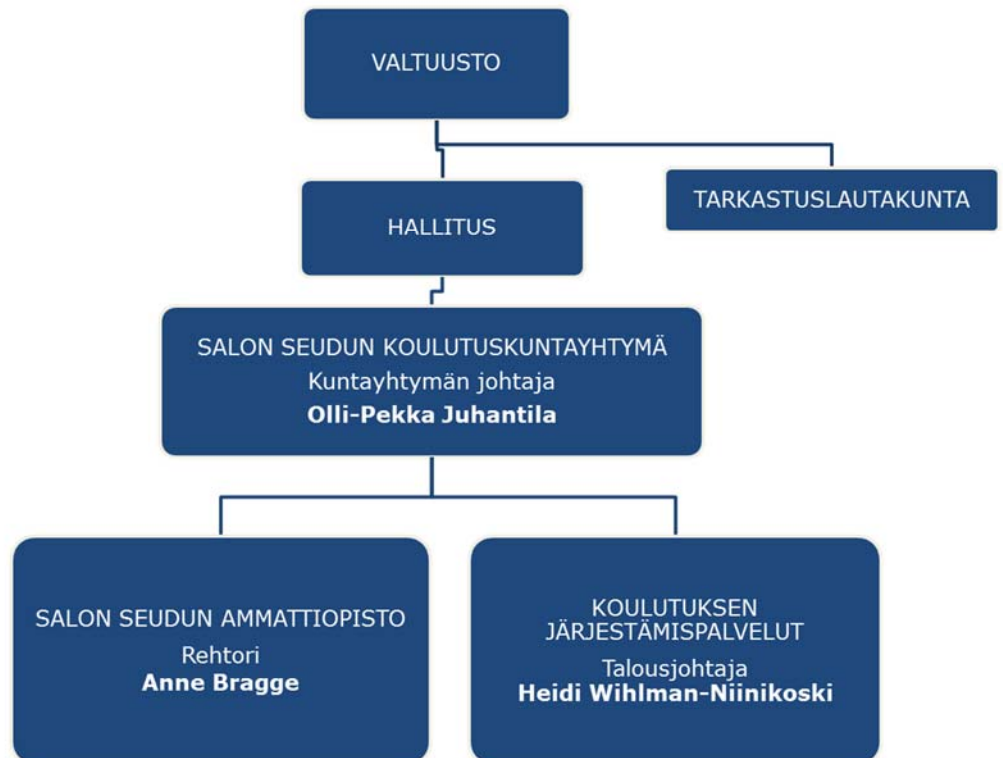 VALTUUSTO
TARKASTUSLAUTAKUNTA
HALLITUS
SALON SEUDUN KOULUTUSKUNTAYHTYMÄ
Kuntayhtymän johtaja
Olli-Pekka Juhantila
SALON SEUDUN AMMATTIOPISTO
Rehtori
Anne Bragge
KOULUTUKSEN
JÄRJESTÄMISPALVELUT
Talousjohtaja
Heidi Wihlman-Niinikoski